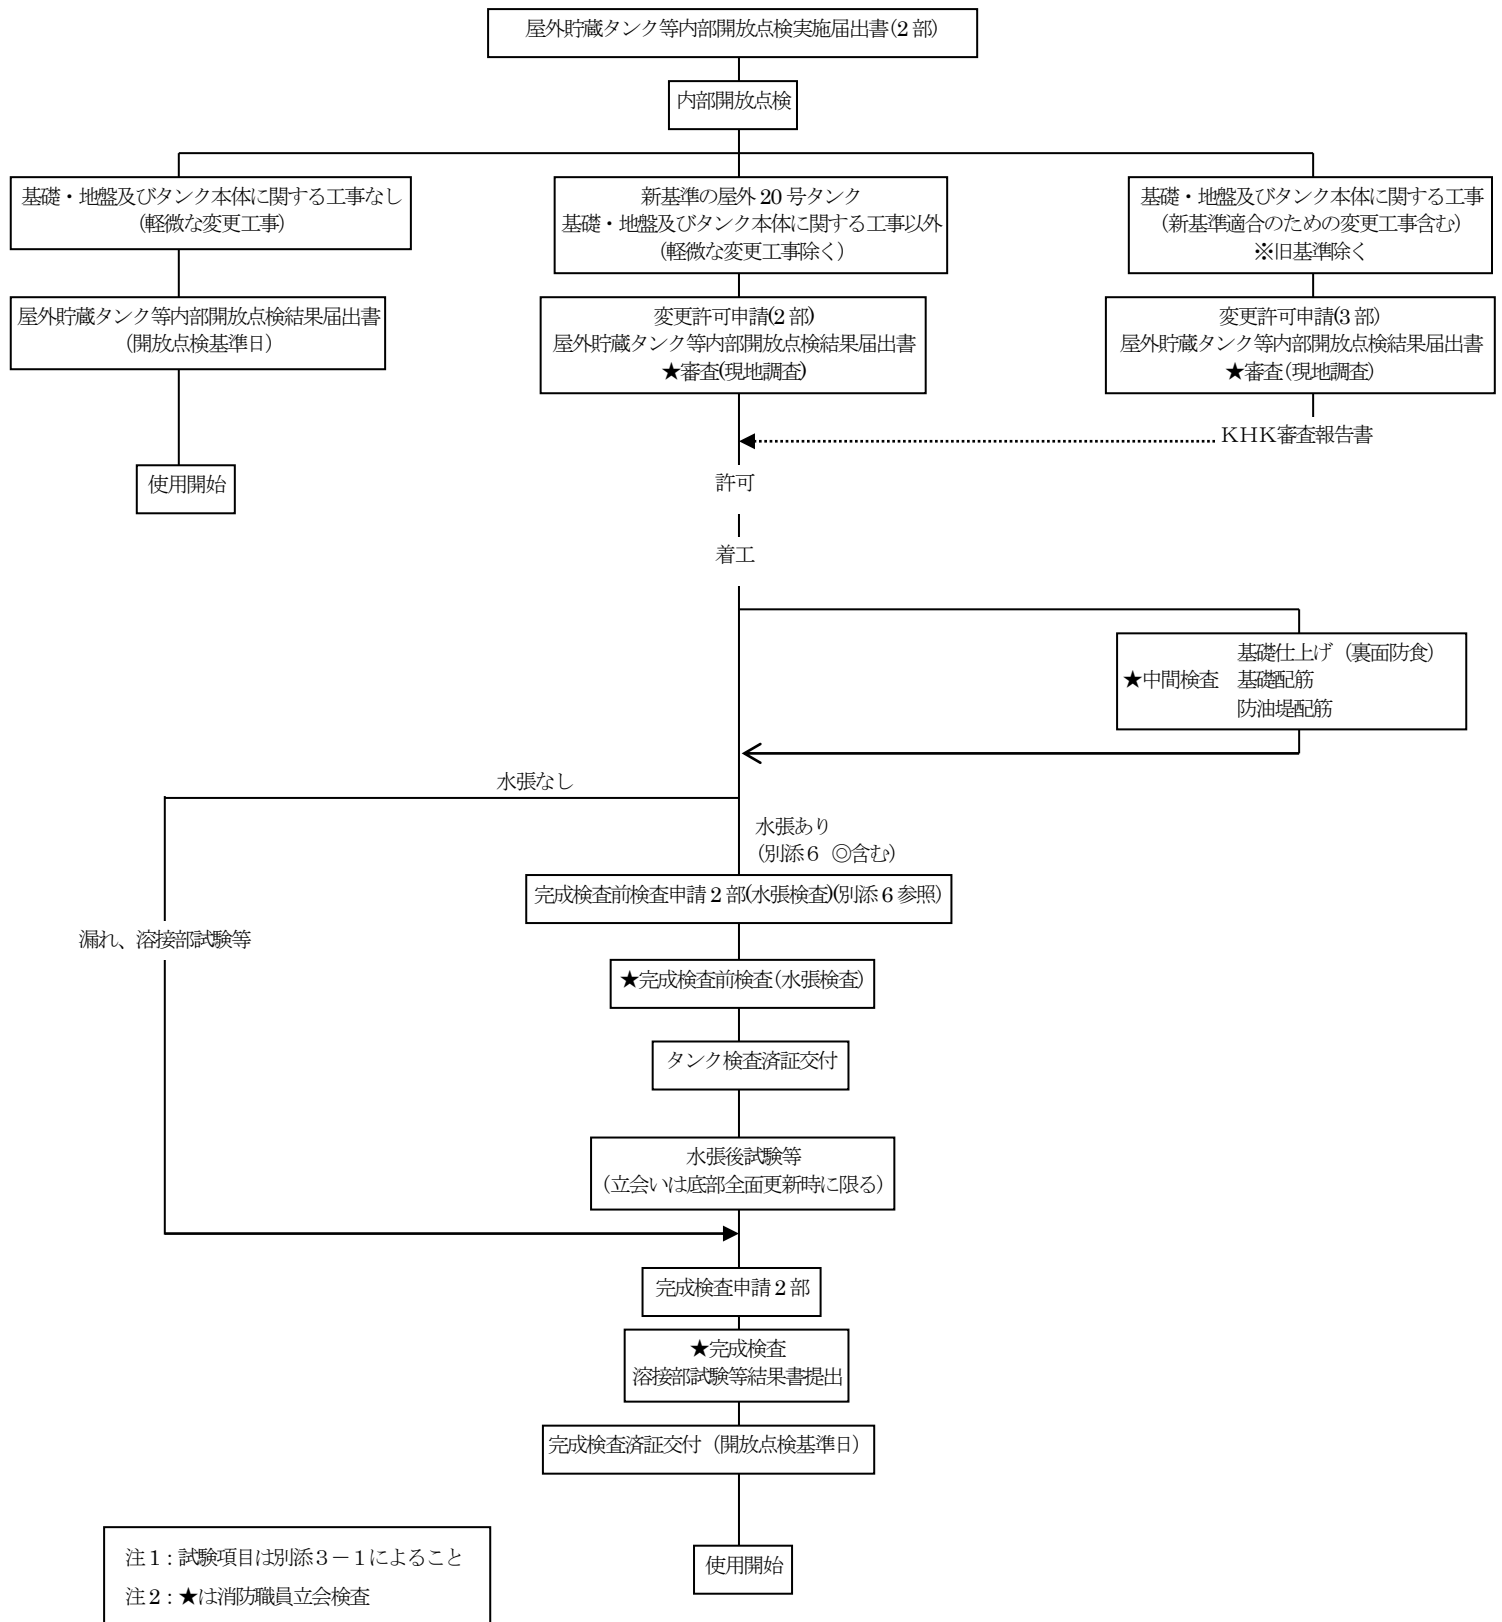 屋外貯蔵タンク等内部開放点検実施届出書(2部)
内部開放点検
基礎・地盤及びタンク本体に関する工事なし
(軽微な変更工事)
新基準の屋外20号タンク
基礎・地盤及びタンク本体に関する工事以外
(軽微な変更工事除く)
基礎・地盤及びタンク本体に関する工事
(新基準適合のための変更工事含む)
※旧基準除く
屋外貯蔵タンク等内部開放点検結果届出書
(開放点検基準日)
変更許可申請(2部)
屋外貯蔵タンク等内部開放点検結果届出書
★審査(現地調査)
変更許可申請(3部)
屋外貯蔵タンク等内部開放点検結果届出書
★審査(現地調査)
KHK審査報告書
使用開始
許可
着工
基礎仕上げ(裏面防食)
★中間検査 基礎配筋
防油堤配筋
水張なし
水張あり
(別添6 ◎含む)
完成検査前検査申請2部(水張検査)(別添6参照)
漏れ、溶接部試験等
★完成検査前検査(水張検査)
タンク検査済証交付
水張後試験等
(立会いは底部全面更新時に限る)
完成検査申請2部
★完成検査
溶接部試験等結果書提出
完成検査済証交付(開放点検基準日)
使用開始
注1:試験項目は別添3-1によること
注2:★は消防職員立会検査